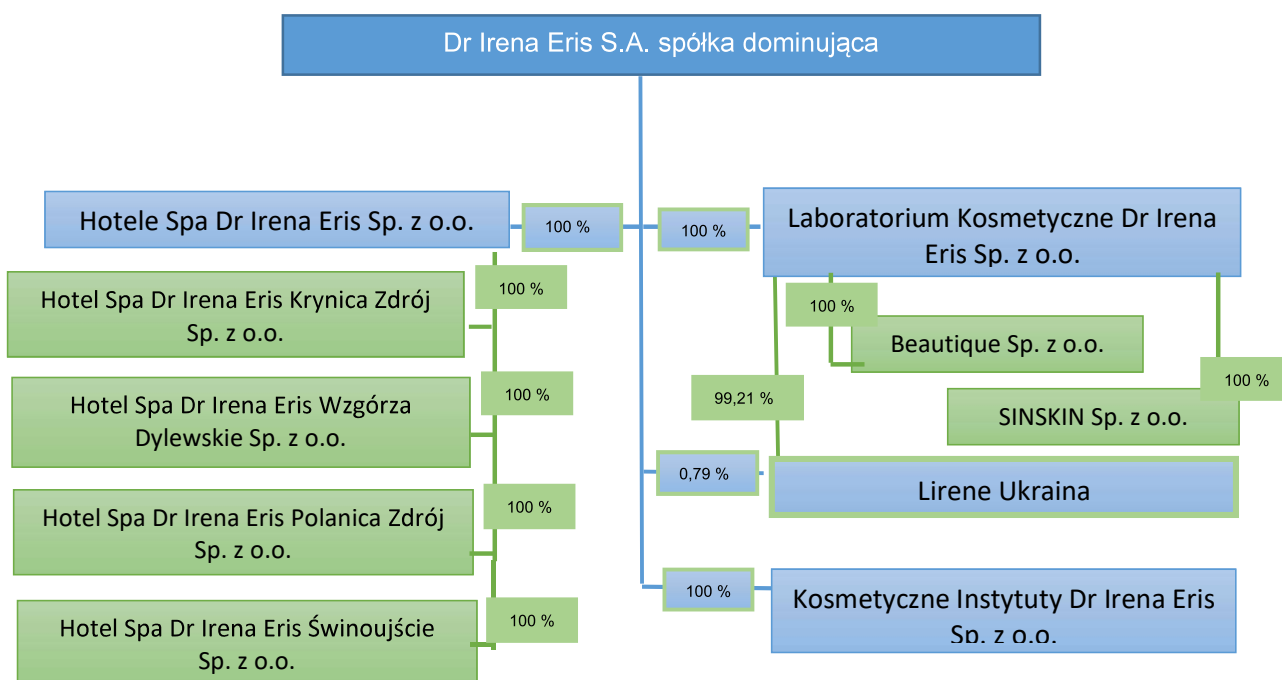 Dr Irena Eris S.A. spółka dominująca
Hotele Spa Dr Irena Eris Sp. z o.o.
100 %
100 %
Laboratorium Kosmetyczne Dr Irena
Eris Sp. z o.o.
Hotel Spa Dr Irena Eris Krynica Zdrój
Sp. z o.o.
100 %
100 %
Beautique Sp. z o.o.
100 %
SINSKIN Sp. z o.o.
Hotel Spa Dr Irena Eris Wzgórza
Dylewskie Sp. z o.o.
100 %
99,21 %
0,79 %
Lirene Ukraina
Hotel Spa Dr Irena Eris Polanica Zdrój
Sp. z o.o.
100 %
100 %
Kosmetyczne Instytuty Dr Irena Eris
Sp. z o.o.
Hotel Spa Dr Irena Eris Świnoujście
Sp. z o.o.
100 %